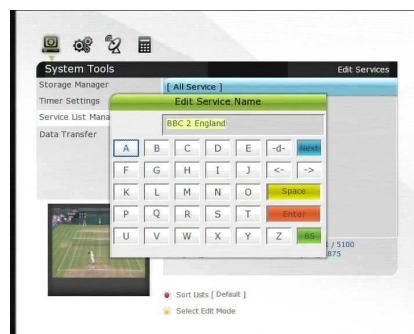 System Tools
Edit Services
Storage Manager
[ All Service ]
Timer Settings
Edit Service Name
Service List Mana
BBC 2 England
Data Transfer
A B C D E -d- Next
F G H I J <- ->
K L M N O Space
P Q R S T Enter
U V W X Y Z BS
/ 5100
875
Sort Lists [ Default ]
Select Edit Mode